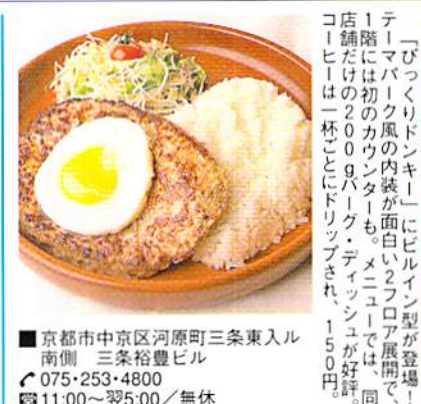 「びっくりドンキー」にビルイン型が登場!
テーマパーク風の内装が面白い2フロア展開で、
1階には初のカウンターも。メニューでは、同
店舗だけの200gバーグ・ディッシュが好評。
コーヒーは一杯ごとにドリップされ、150円。
■京都市中京区河原町三条東入ル
南側 三条裕豊ビル
075・253・4800
11:00〜翌5:00/無休